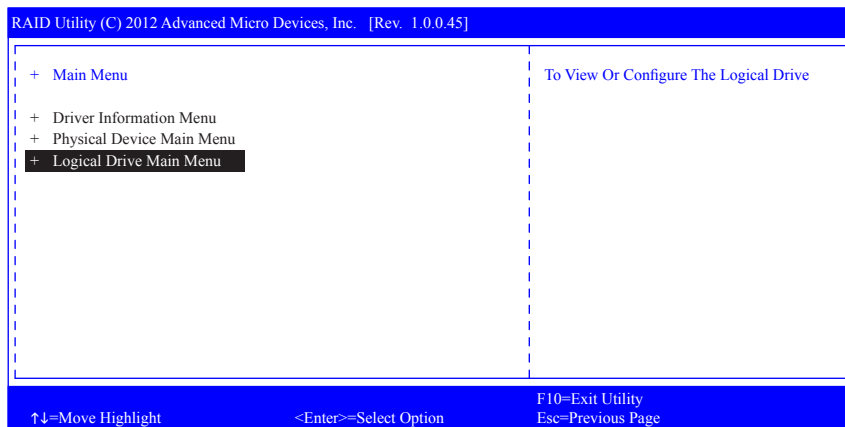 RAID Utility (C) 2012 Advanced Micro Devices, Inc. [Rev. 1.0.0.45]
+ Main Menu
+ Driver Information Menu
+ Physical Device Main Menu
+ Logical Drive Main Menu
To View Or Configure The Logical Drive
F10=Exit Utility
↑↓=Move Highlight <Enter>=Select Option Esc=Previous Page